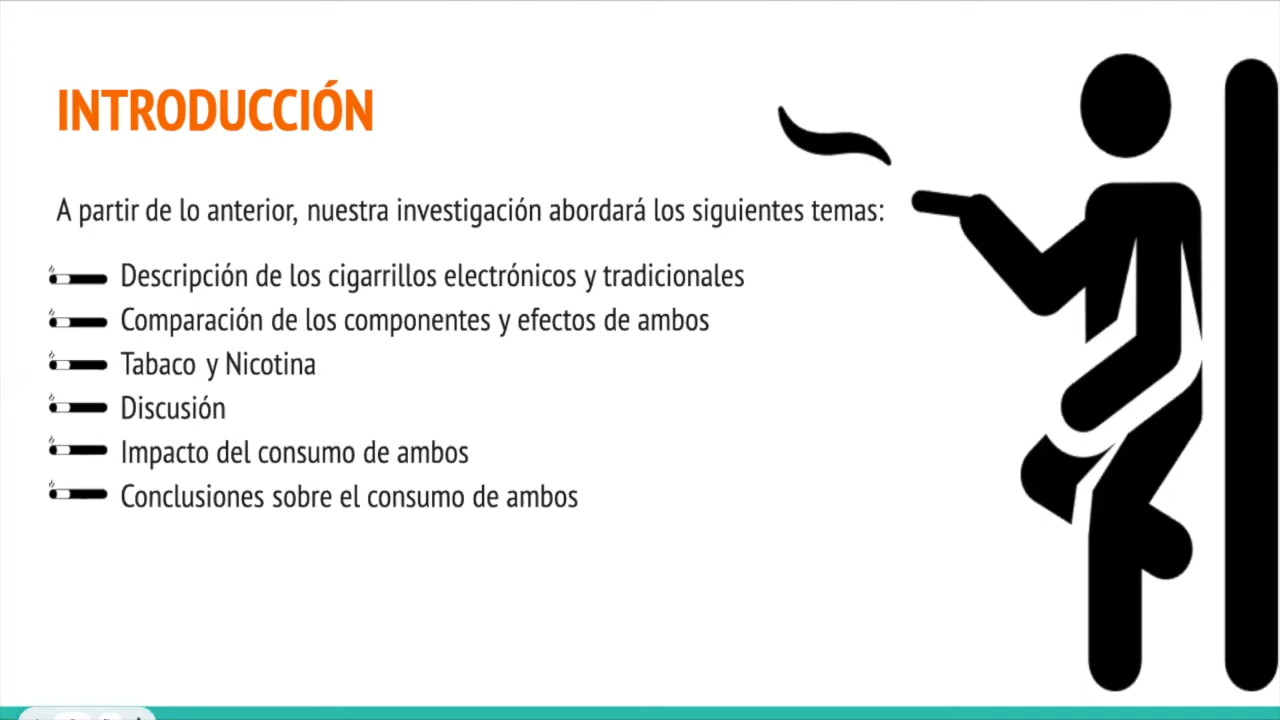 INTRODUCCIÓN
A partir de lo anterior, nuestra investigación abordará los siguientes temas:
Descripción de los cigarrillos electrónicos y tradicionales
Comparación de los componentes y efectos de ambos
Tabaco y Nicotina
Discusión
Impacto del consumo de ambos
Conclusiones sobre el consumo de ambos